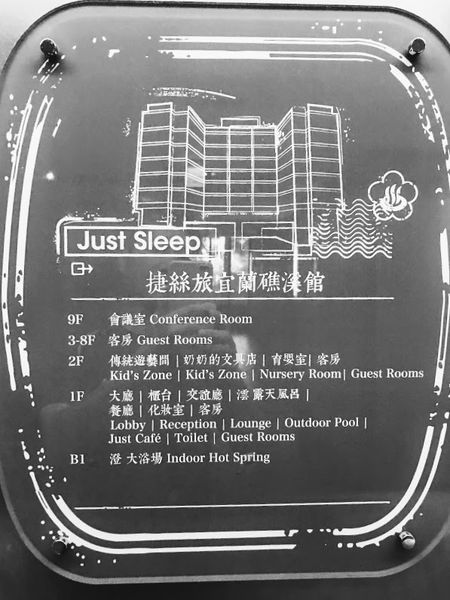 Just Sleep
捷絲旅宜蘭礁溪館
9F 會議室 Conference Room
3-8F 客房 Guest Rooms
2F 傳統遊藝間 | 奶奶的文具店 | 育嬰室 | 客房
Kid's Zone | Kid's Zone | Nursery Room | Guest Rooms
1F 大廳 | 櫃台 | 交誼廳 | 澐 露天風呂 |
餐廳 | 化妝室 | 客房
Lobby | Reception | Lounge | Outdoor Pool |
Just Café | Toilet | Guest Rooms
B1 澄 大浴場 Indoor Hot Spring